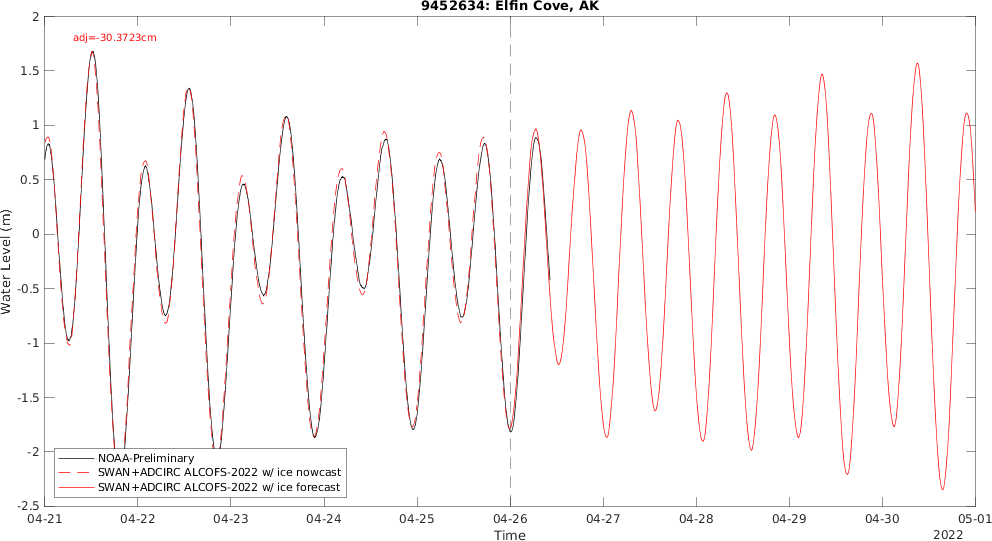 9452634: Elfin Cove, AK
adj=-30.3723cm
2
1.5
1
0.5
0
-0.5
-1
-1.5
-2
-2.5
Water Level (m)
NOAA-Preliminary
SWAN+ADCIRC ALCOFS-2022 w/ ice nowcast
SWAN+ADCIRC ALCOFS-2022 w/ ice forecast
04-21 04-22 04-23 04-24 04-25 04-26 04-27 04-28 04-29 04-30 05-01
Time
2022